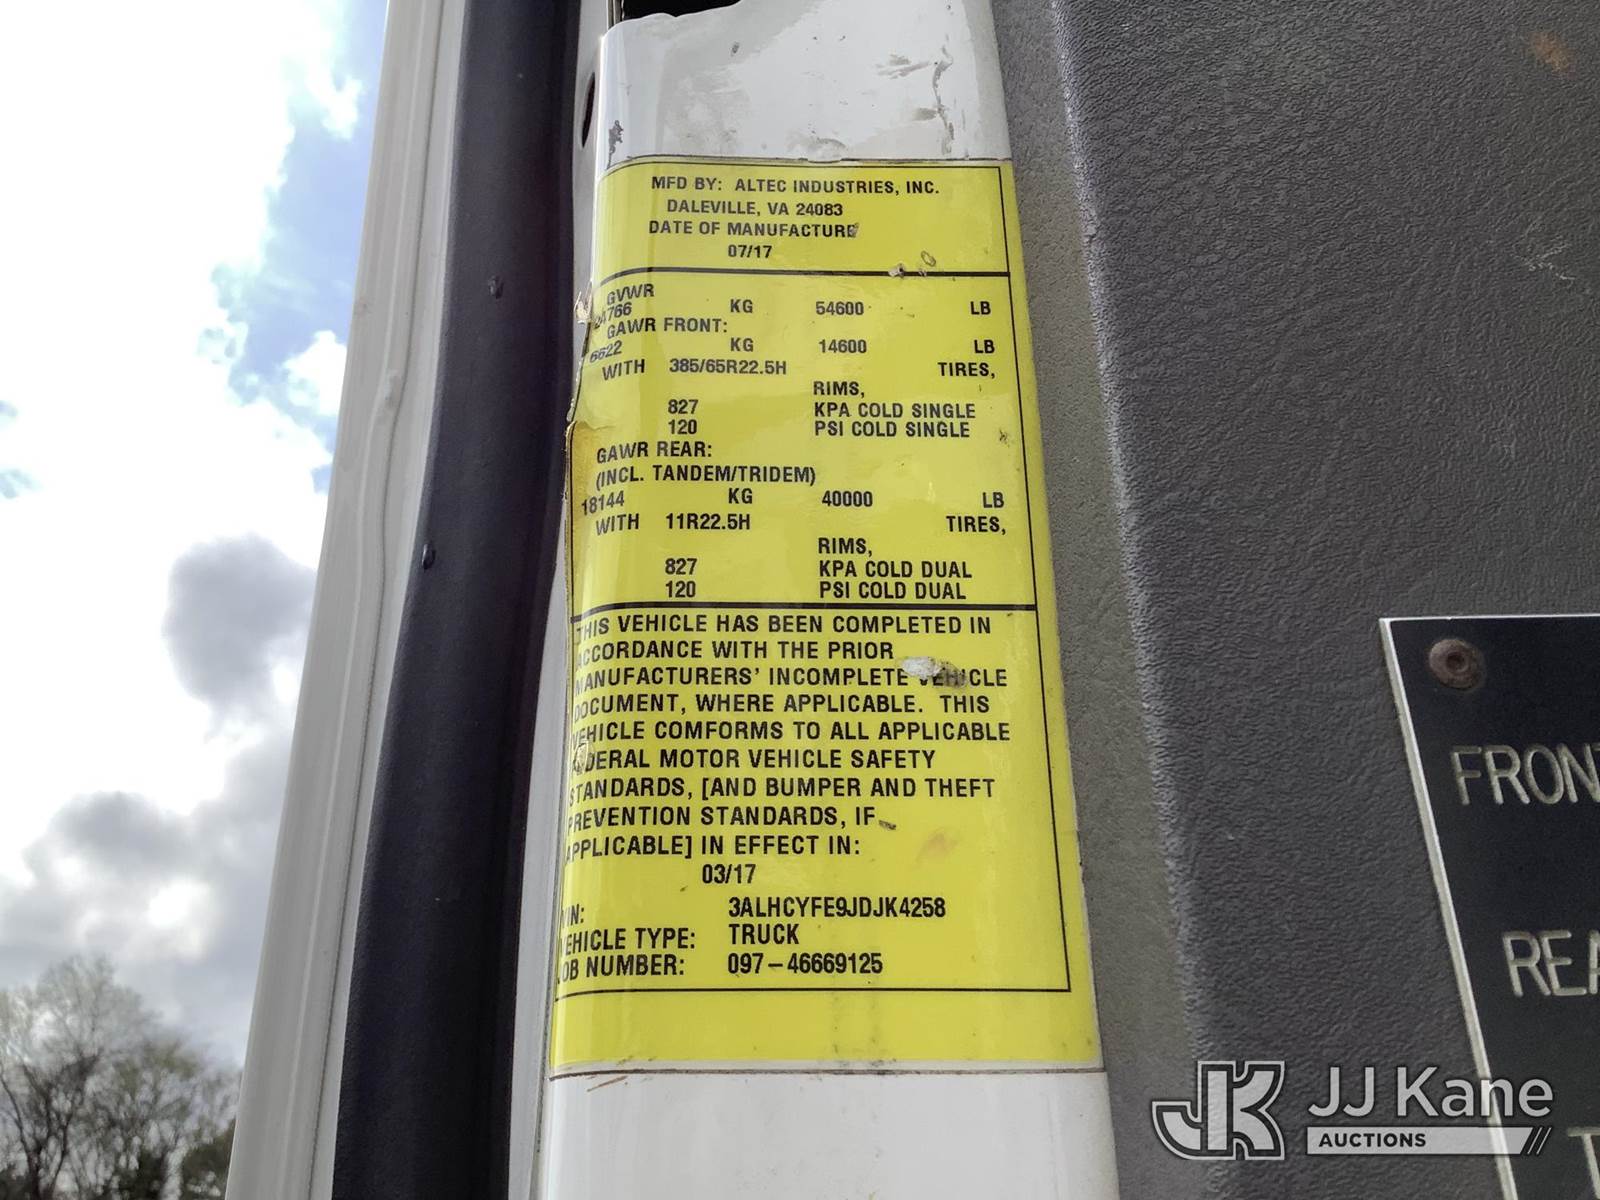 MFD BY: ALTEC INDUSTRIES, INC.
DALEVILLE, VA 24083
DATE OF MANUFACTURE
07/17
GVWR
24766 KG 54600 LB
GAWR FRONT:
6622 KG 14600 LB
WITH 385/65R22.5H TIRES,
RIMS,
827 KPA COLD SINGLE
120 PSI COLD SINGLE
GAWR REAR:
(INCL. TANDEM/TRIDEM)
18144 KG 40000 LB
WITH 11R22.5H TIRES,
RIMS,
827 KPA COLD DUAL
120 PSI COLD DUAL
THIS VEHICLE HAS BEEN COMPLETED IN
ACCORDANCE WITH THE PRIOR
MANUFACTURERS' INCOMPLETE VEHICLE
DOCUMENT, WHERE APPLICABLE. THIS
VEHICLE COMFORMS TO ALL APPLICABLE
FEDERAL MOTOR VEHICLE SAFETY
STANDARDS, [AND BUMPER AND THEFT
PREVENTION STANDARDS, IF
APPLICABLE] IN EFFECT IN:
03/17
VIN: 3ALHCYFE9JDJK4258
VEHICLE TYPE: TRUCK
JOB NUMBER: 097-46669125
FRONT
REA
T
JK JJ Kane
AUCTIONS